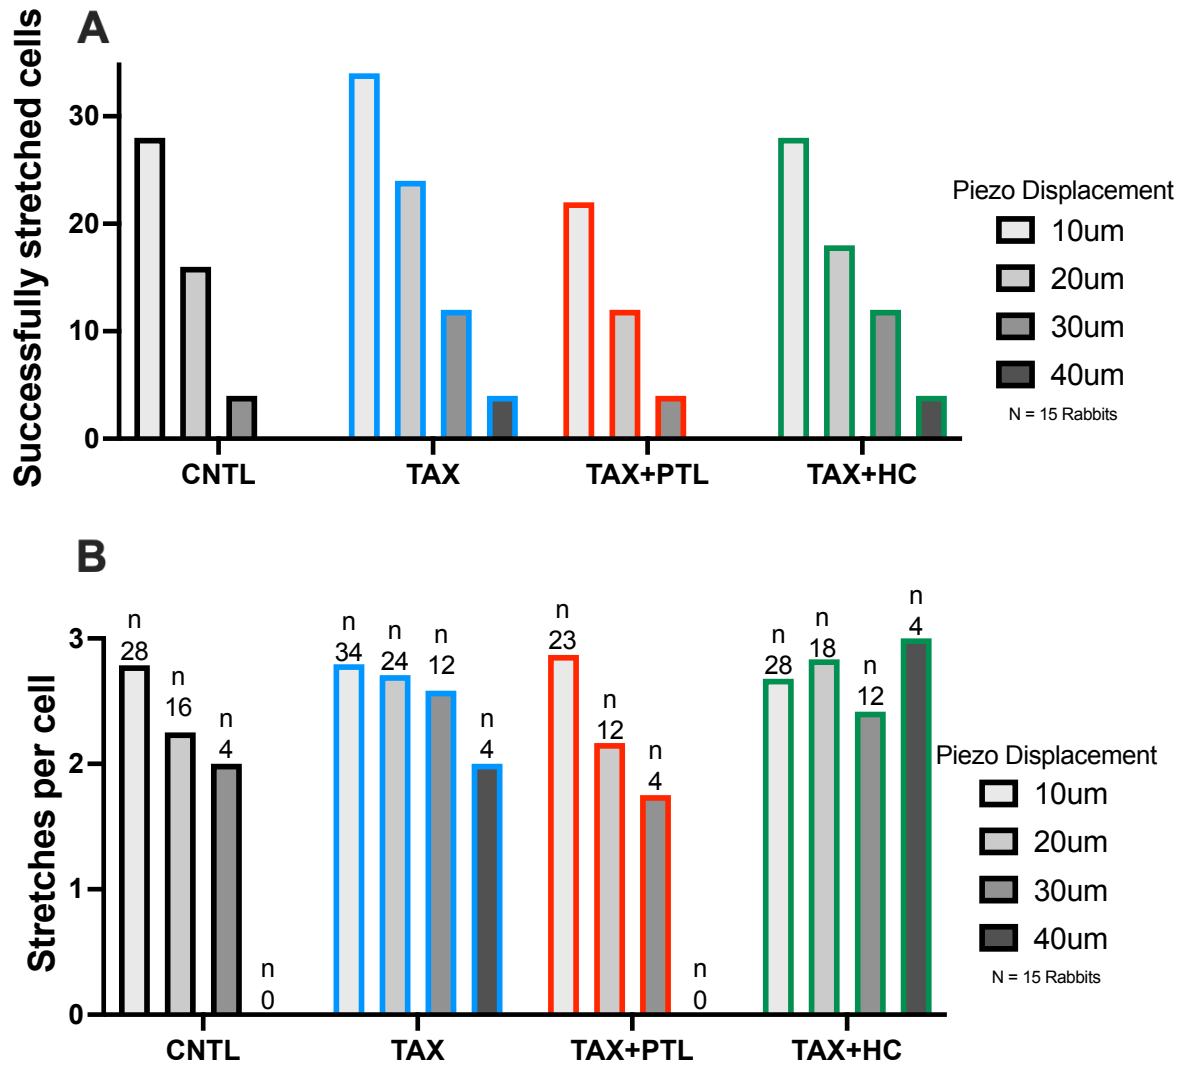 A
Successfully stretched cells
30
20
10
0
CNTL
TAX
TAX+PTL
TAX+HC
Piezo Displacement
10um
20um
30um
40um
N = 15 Rabbits
B
Stretches per cell
3
2
1
0
n
28
n
16
n
4
n
0
n
34
n
24
n
12
n
4
n
23
n
12
n
4
n
0
n
28
n
18
n
12
n
4
CNTL
TAX
TAX+PTL
TAX+HC
Piezo Displacement
10um
20um
30um
40um
N = 15 Rabbits